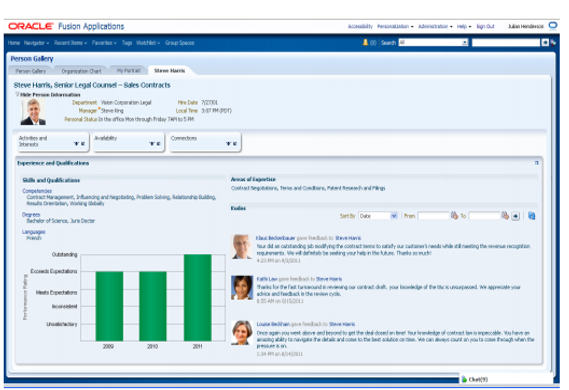 ORACLE Fusion Applications
Accessibility Personalization Administration Help Sign Out Julian Henderson
Home Navigator Recent Items Favorites Tags Watchlist Group Spaces (0) Search All
Person Gallery
Person Gallery Organization Chart My Portrait Steve Harris
Steve Harris, Senior Legal Counsel – Sales Contracts
Hide Person Information
Department Vision Corporation Legal Hire Date 7/27/01
Manager Steve King Local Time 3:07 PM (PDT)
Personal Status In the office Mon through Friday 7AM to 5 PM
Activities and Interests
Availability
Connections
Experience and Qualifications
Skills and Qualifications
Competencies
Contract Management, Influencing and Negotiating, Problem Solving, Relationship Building,
Results Orientation, Working Globally
Degrees
Bachelor of Science, Juris Doctor
Languages
French
Outstanding
Exceeds Expectations
Meets Expectations
Inconsistent
Unsatisfactory
Performance Rating
2009 2010 2011
Areas of Expertise
Contract Negotiations, Terms and Conditions, Patent Research and Filings
Kudos
Sort By Date From To
Klaus Beckenbauer gave feedback to Steve Harris
Your did an outstanding job modifying the contract terms to satisfy our customer's needs while still meeting the revenue recognition
requirements. We will definitely be seeking your help in the future. Thanks so much!
4:23 PM on 4/3/2011
Kathi Law gave feedback to Steve Harris
Thanks for the fast turnaround in reviewing our contract draft, your knowledge of the is unsurpassed. We appreciate your
advice and feedback in the review cycle.
8:55 AM on
Louise Beckham gave feedback to Steve Harris
Once again you went above and beyond to get the deal closed on time! Your knowledge of contract law is impeccable. You have an
amazing ability to navigate the details and come to the best solution on time. We can always count on you to come through when the
pressure is on.
Chat(9)